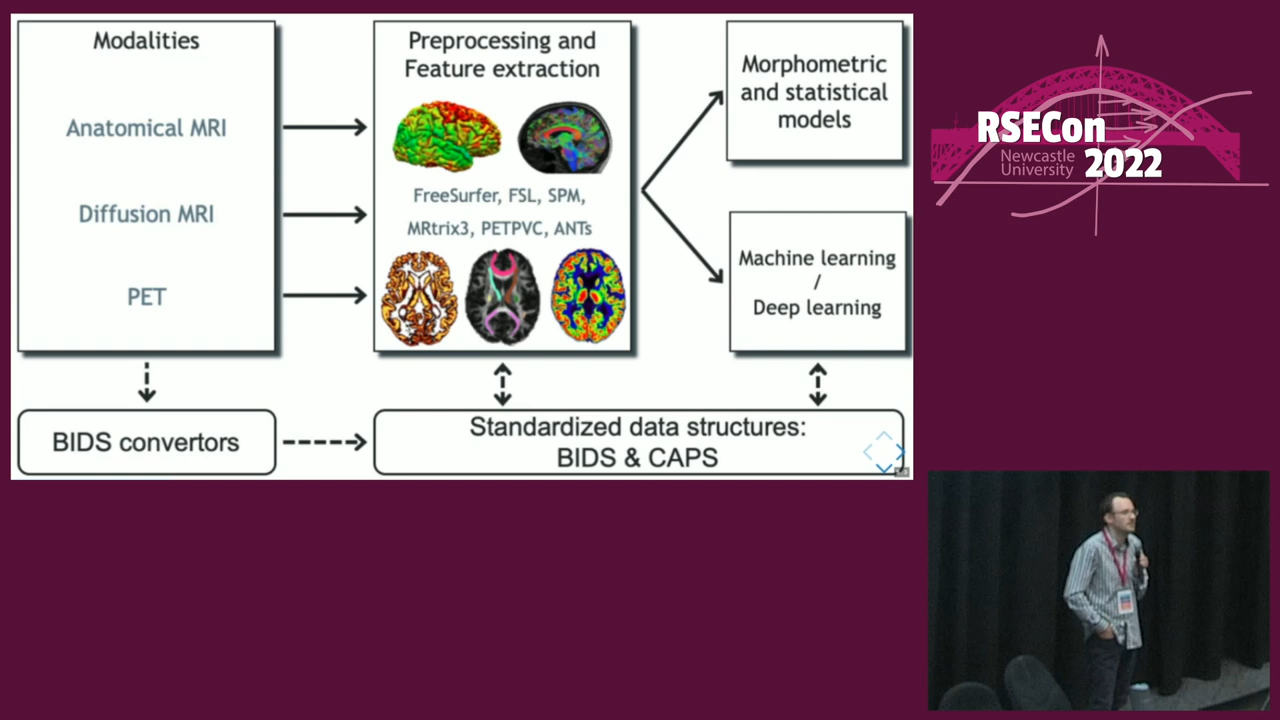 Modalities
Anatomical MRI
Diffusion MRI
PET
Preprocessing and
Feature extraction
FreeSurfer, FSL, SPM,
MRtrix3, PETPVC, ANTs
Morphometric
and statistical
models
Machine learning
/
Deep learning
BIDS convertors
Standardized data structures:
BIDS & CAPS
RSECon
Newcastle
University
2022